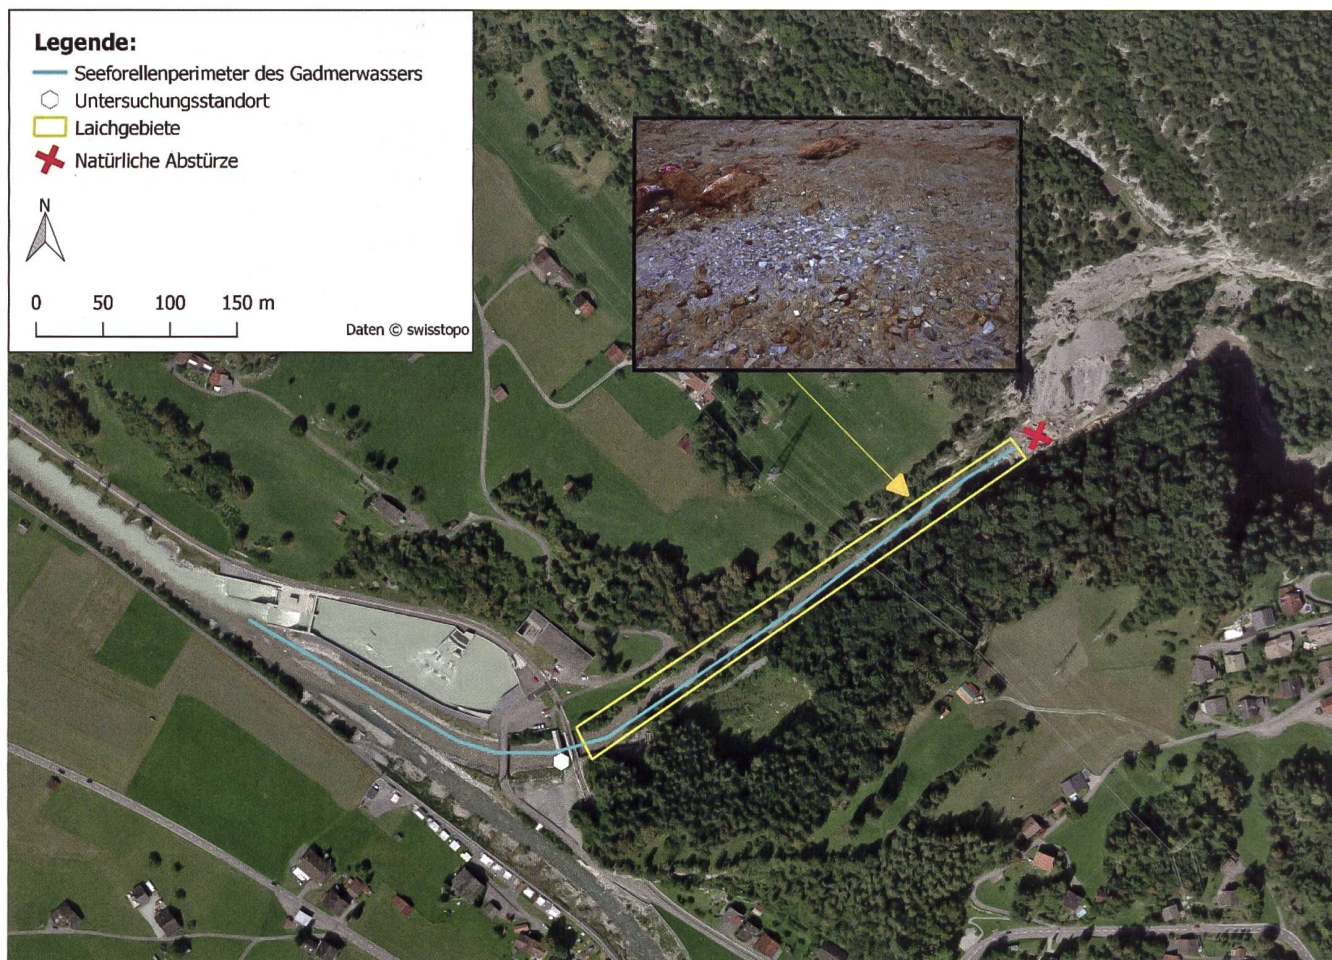 Legende:
Seeforellenperimeter des Gadmerwassers
Untersuchungsstandort
Laichgebiete
Natürliche Abstürze
N
0 50 100 150 m
Daten © swisstopo